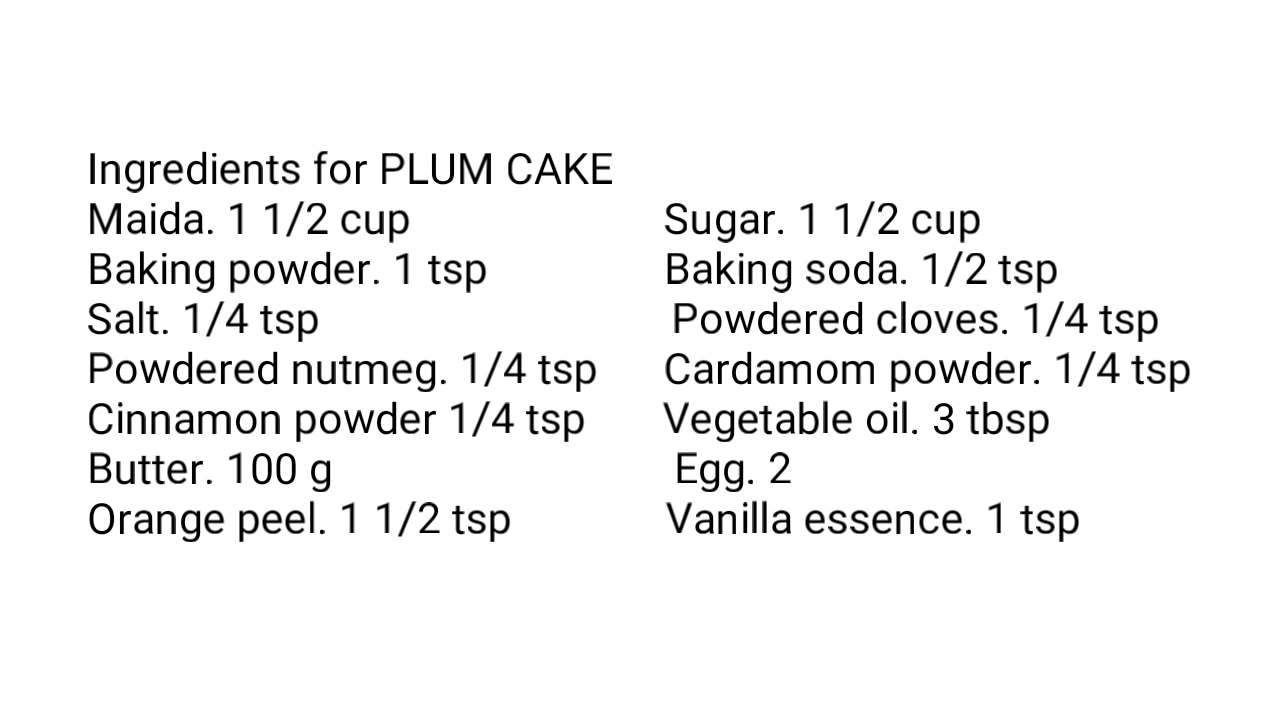 Ingredients for PLUM CAKE
Maida. 1 1/2 cup
Baking powder. 1 tsp
Salt. 1/4 tsp
Powdered nutmeg. 1/4 tsp
Cinnamon powder 1/4 tsp
Butter. 100 g
Orange peel. 1 1/2 tsp
Sugar. 1 1/2 cup
Baking soda. 1/2 tsp
Powdered cloves. 1/4 tsp
Cardamom powder. 1/4 tsp
Vegetable oil. 3 tbsp
Egg. 2
Vanilla essence. 1 tsp